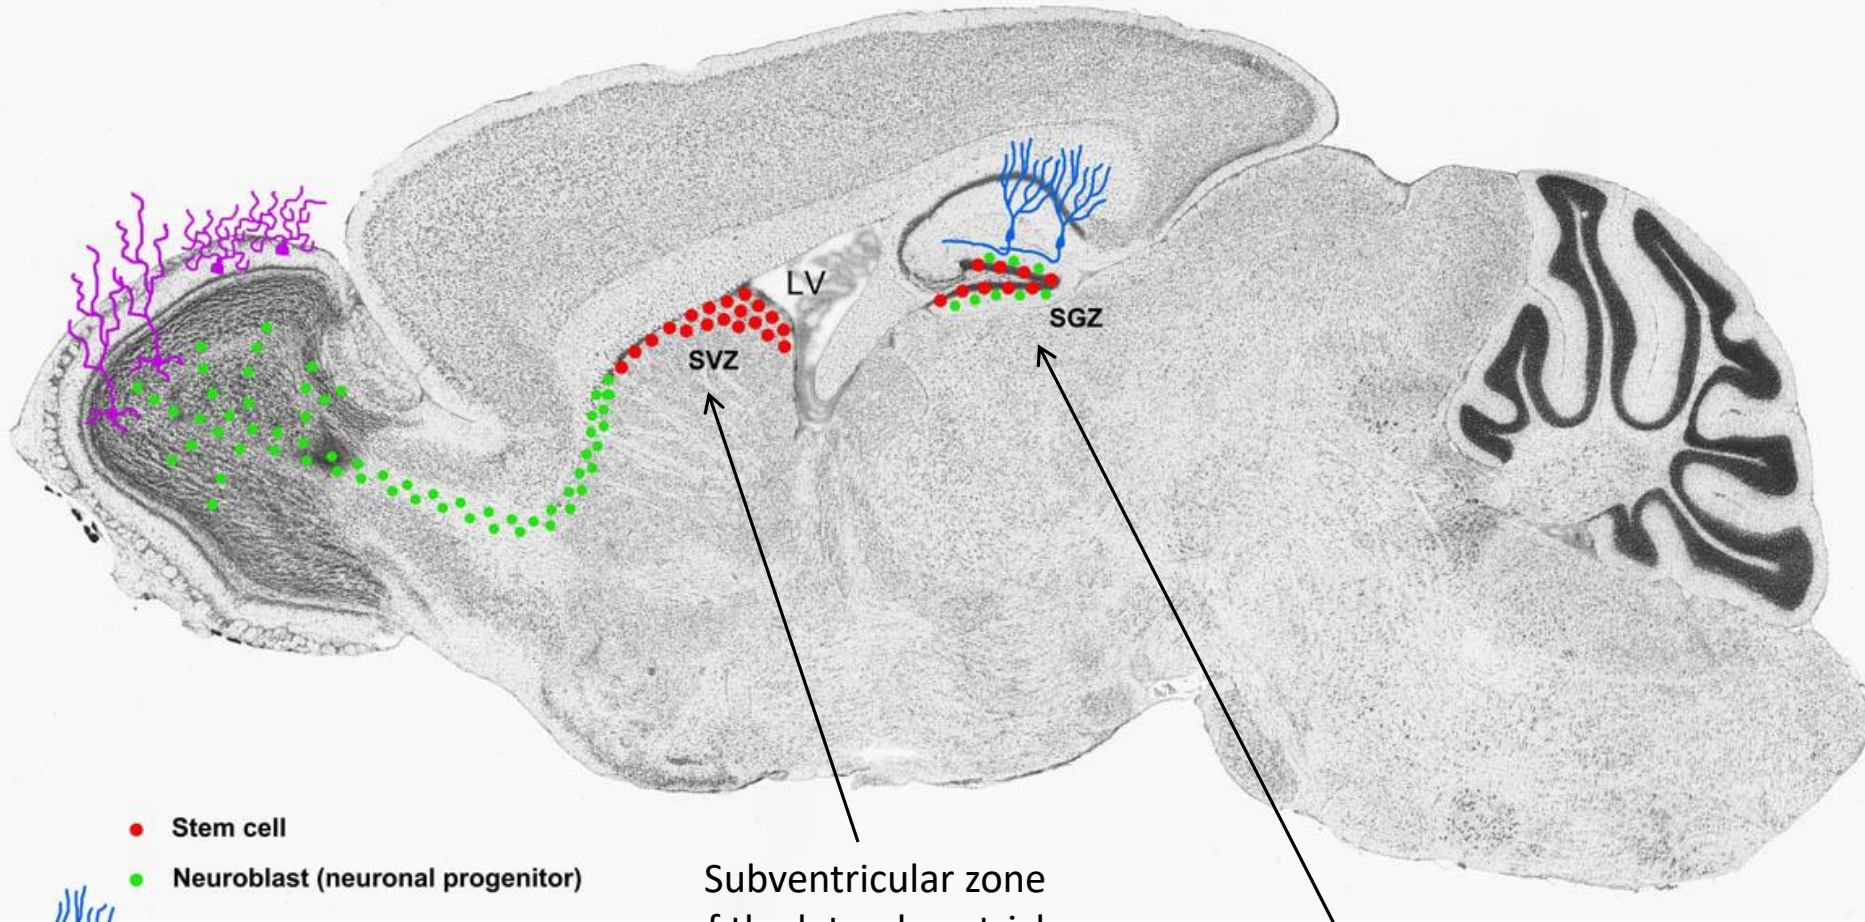 LV
SVZ
SGZ
Stem cell
Neuroblast (neuronal progenitor)
Subventricular zone